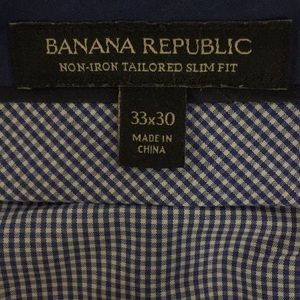 BANANA REPUBLIC
NON-IRON TAILORED SLIM FIT
33x30
MADE IN
CHINA